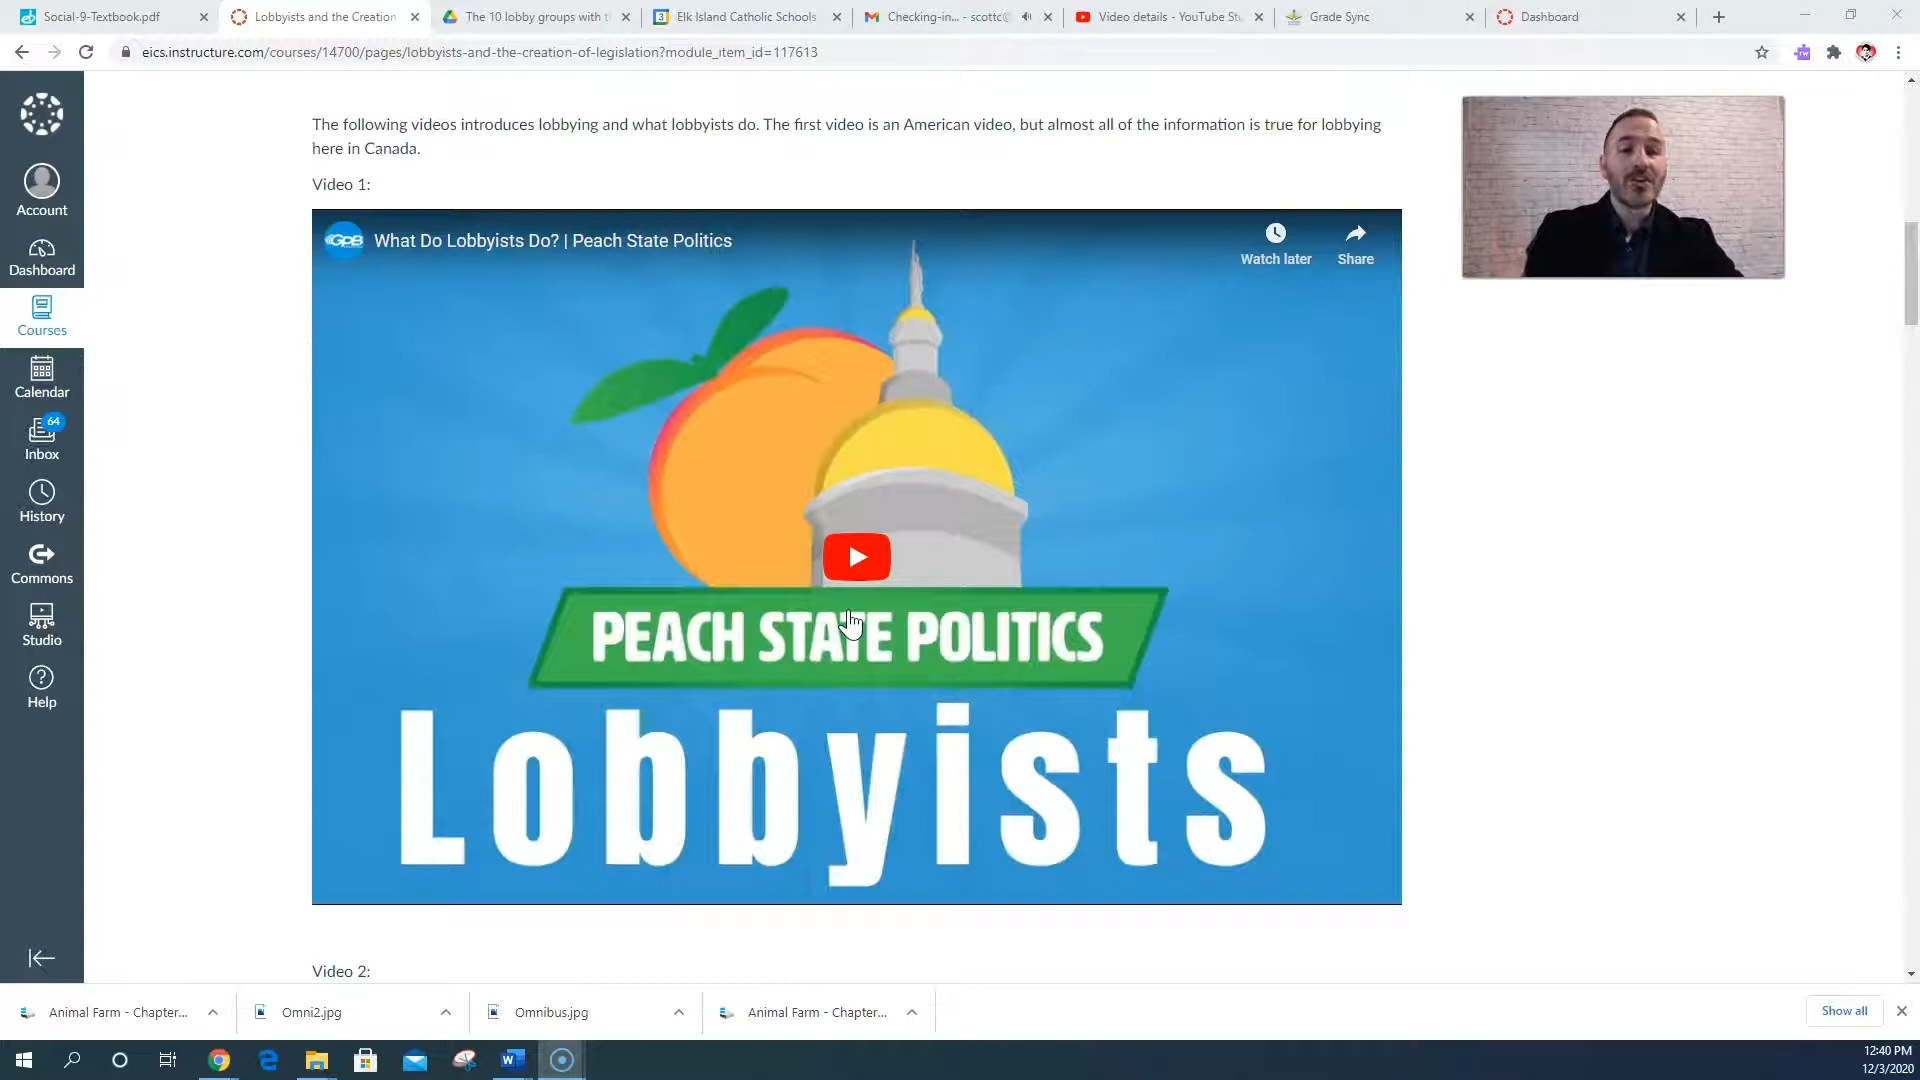 Social-9-Textbook.pdf
Lobbyists and the Creation
The 10 lobby groups with t
Elk Island Catholic Schools
Checking-in... - scottc@
Video details - YouTube Stu
Grade Sync
Dashboard
eics.instructure.com/courses/14700/pages/lobbyists-and-the-creation-of-legislation?module_item_id=117613
The following videos introduces lobbying and what lobbyists do. The first video is an American video, but almost all of the information is true for lobbying
here in Canada.
Video 1:
GPB
What Do Lobbyists Do? | Peach State Politics
Watch later
Share
PEACH STATE POLITICS
Lobbyists
Video 2:
Account
Dashboard
Courses
Calendar
64
Inbox
History
Commons
Studio
Help
Animal Farm - Chapter...
Omni2.jpg
Omnibus.jpg
Animal Farm - Chapter...
Show all
12:40 PM
12/3/2020